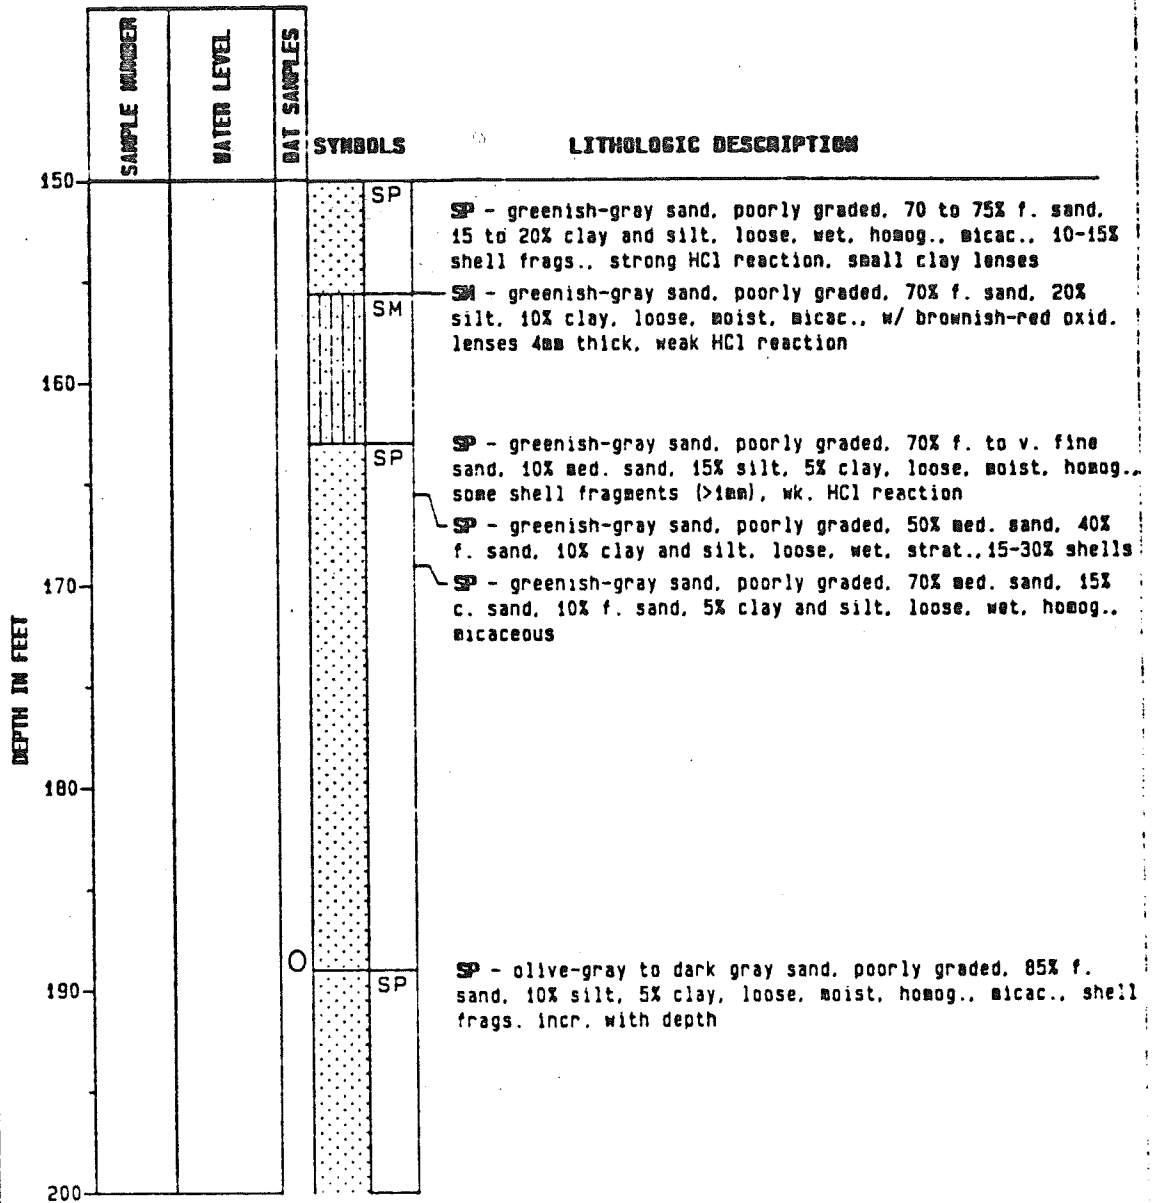 SAMPLE NUMBER
WATER LEVEL
DAT SAMPLES
SYMBOLS
LITHOLOGIC DESCRIPTION
150
SP
SP - greenish-gray sand, poorly graded, 70 to 75% f. sand,
15 to 20% clay and silt, loose, wet, homog., micac., 10-15%
shell frags., strong HCl reaction, small clay lenses
SM
SM - greenish-gray sand, poorly graded, 70% f. sand, 20%
silt, 10% clay, loose, moist, micac., w/ brownish-red oxid.
lenses 4mm thick, weak HCl reaction
160
SP
SP - greenish-gray sand, poorly graded, 70% f. to v. fine
sand, 10% med. sand, 15% silt, 5% clay, loose, moist, homog.,
some shell fragments (>1mm), wk. HCl reaction
SP - greenish-gray sand, poorly graded, 50% med. sand, 40%
f. sand, 10% clay and silt, loose, wet, strat., 15-30% shells
170
SP - greenish-gray sand, poorly graded, 70% med. sand, 15%
c. sand, 10% f. sand, 5% clay and silt, loose, wet, homog.,
micaceous
DEPTH IN FEET
180
O
190
SP
SP - olive-gray to dark gray sand, poorly graded, 85% f.
sand, 10% silt, 5% clay, loose, moist, homog., micac., shell
frags. incr. with depth
200